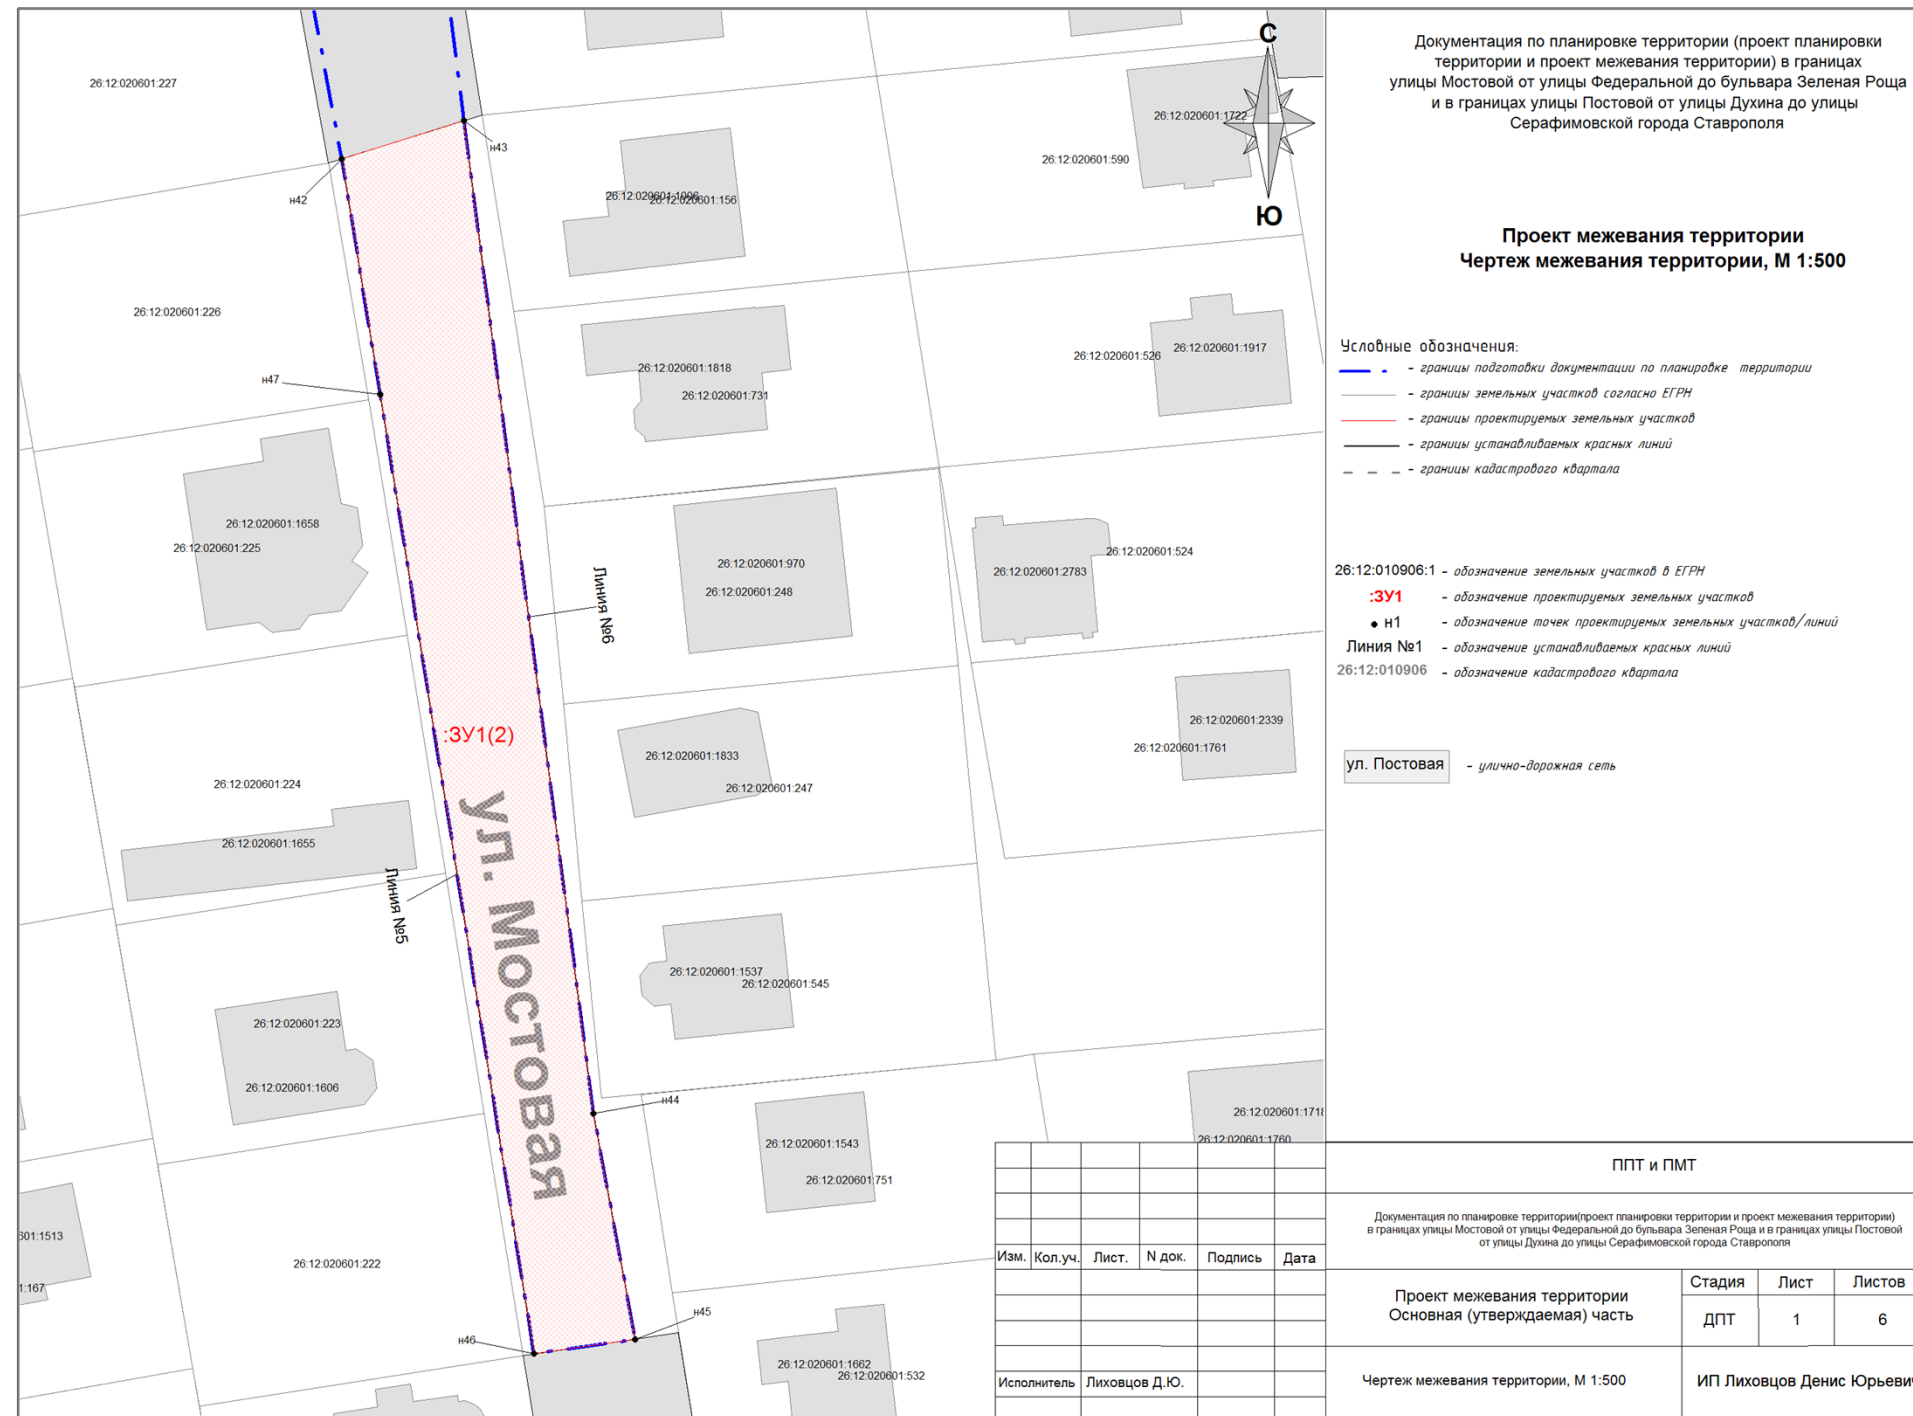 С
Ю
26:12:020601:227
н43
н42
26:12:020601:1722
26:12:020601:590
26:12:020601:156
26:12:020601:226
н47
26:12:020601:1818
26:12:020601:731
26:12:020601:526
26:12:020601:1917
26:12:020601:1658
26:12:020601:225
26:12:020601:970
26:12:020601:248
26:12:020601:2783
26:12:020601:524
Линия №6
:ЗУ1(2)
26:12:020601:224
26:12:020601:1655
26:12:020601:1833
26:12:020601:247
26:12:020601:2339
26:12:020601:1761
ул. Мостовая
Линия №5
26:12:020601:1537
26:12:020601:545
26:12:020601:223
26:12:020601:1606
н44
26:12:020601:1543
26:12:020601:751
26:12:020601:1718
26:12:020601:1760
601:1513
1:167
26:12:020601:222
н45
н46
26:12:020601:1662
26:12:020601:532
Документация по планировке территории (проект планировки
территории и проект межевания территории) в границах
улицы Мостовой от улицы Федеральной до бульвара Зеленая Роща
и в границах улицы Постовой от улицы Духина до улицы
Серафимовской города Ставрополя
Проект межевания территории
Чертеж межевания территории, М 1:500
Условные обозначения:
- границы подготовки документации по планировке территории
- границы земельных участков согласно ЕГРН
- границы проектируемых земельных участков
- границы устанавливаемых красных линий
- границы кадастрового квартала
26:12:010906:1 - обозначение земельных участков в ЕГРН
:ЗУ1 - обозначение проектируемых земельных участков
н1 - обозначение точек проектируемых земельных участков/линий
Линия №1 - обозначение устанавливаемых красных линий
26:12:010906 - обозначение кадастрового квартала
ул. Постовая - улично-дорожная сеть
ППТ и ПМТ
Документация по планировке территории(проект планировки территории и проект межевания территории)
в границах улицы Мостовой от улицы Федеральной до бульвара Зеленая Роща и в границах улицы Постовой
от улицы Духина до улицы Серафимовской города Ставрополя
Изм. Кол.уч. Лист. N док. Подпись Дата
Проект межевания территории
Основная (утверждаемая) часть
Стадия Лист Листов
ДПТ 1 6
Исполнитель Лиховцов Д.Ю.
Чертеж межевания территории, М 1:500
ИП Лиховцов Денис Юрьевич